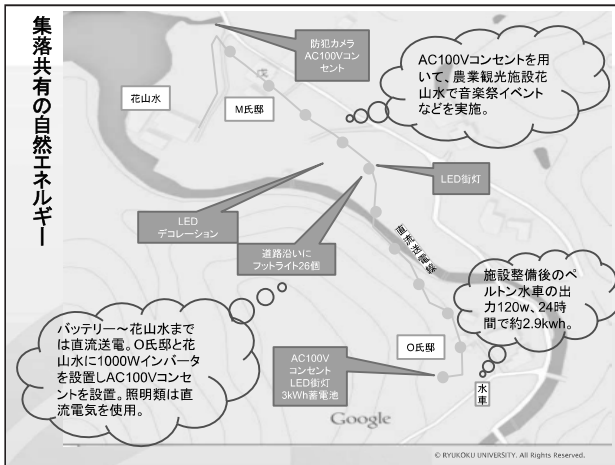 集落共有の自然エネルギー
防犯カメラ
AC100Vコン
セント
AC100Vコンセントを用
いて、農業観光施設花
山水で音楽祭イベント
などを実施。
花山水
M氏邸
LED街灯
LED
デコレーション
道路沿いに
フットライト26個
直流送電線
施設整備後のペ
ルトン水車の出
力120w、24時
間で約2.9kwh。
バッテリー～花山水まで
は直流送電。O氏邸と花
山水に1000Wインバータ
を設置しAC100Vコンセ
ントを設置。照明類は直
流電気を使用。
AC100V
コンセント
LED街灯
3kWh蓄電池
O氏邸
水車
Google
© RYUKOKU UNIVERSITY. All Rights Reserved.